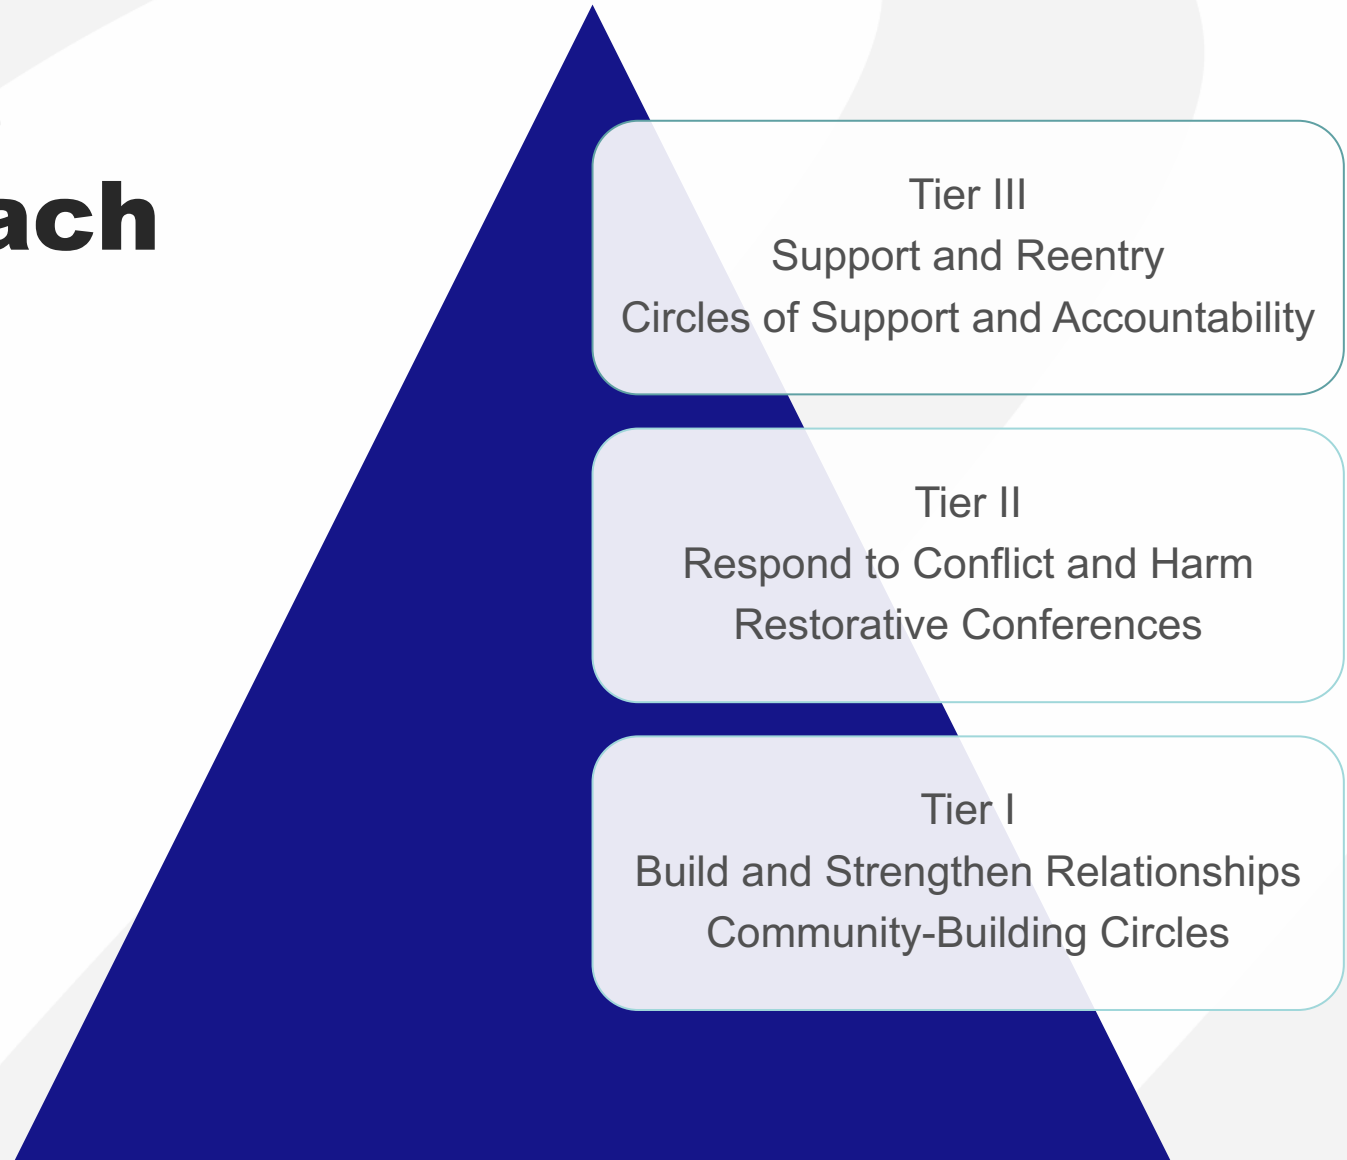 ach
Tier III
Support and Reentry
Circles of Support and Accountability
Tier II
Respond to Conflict and Harm
Restorative Conferences
Tier I
Build and Strengthen Relationships
Community-Building Circles